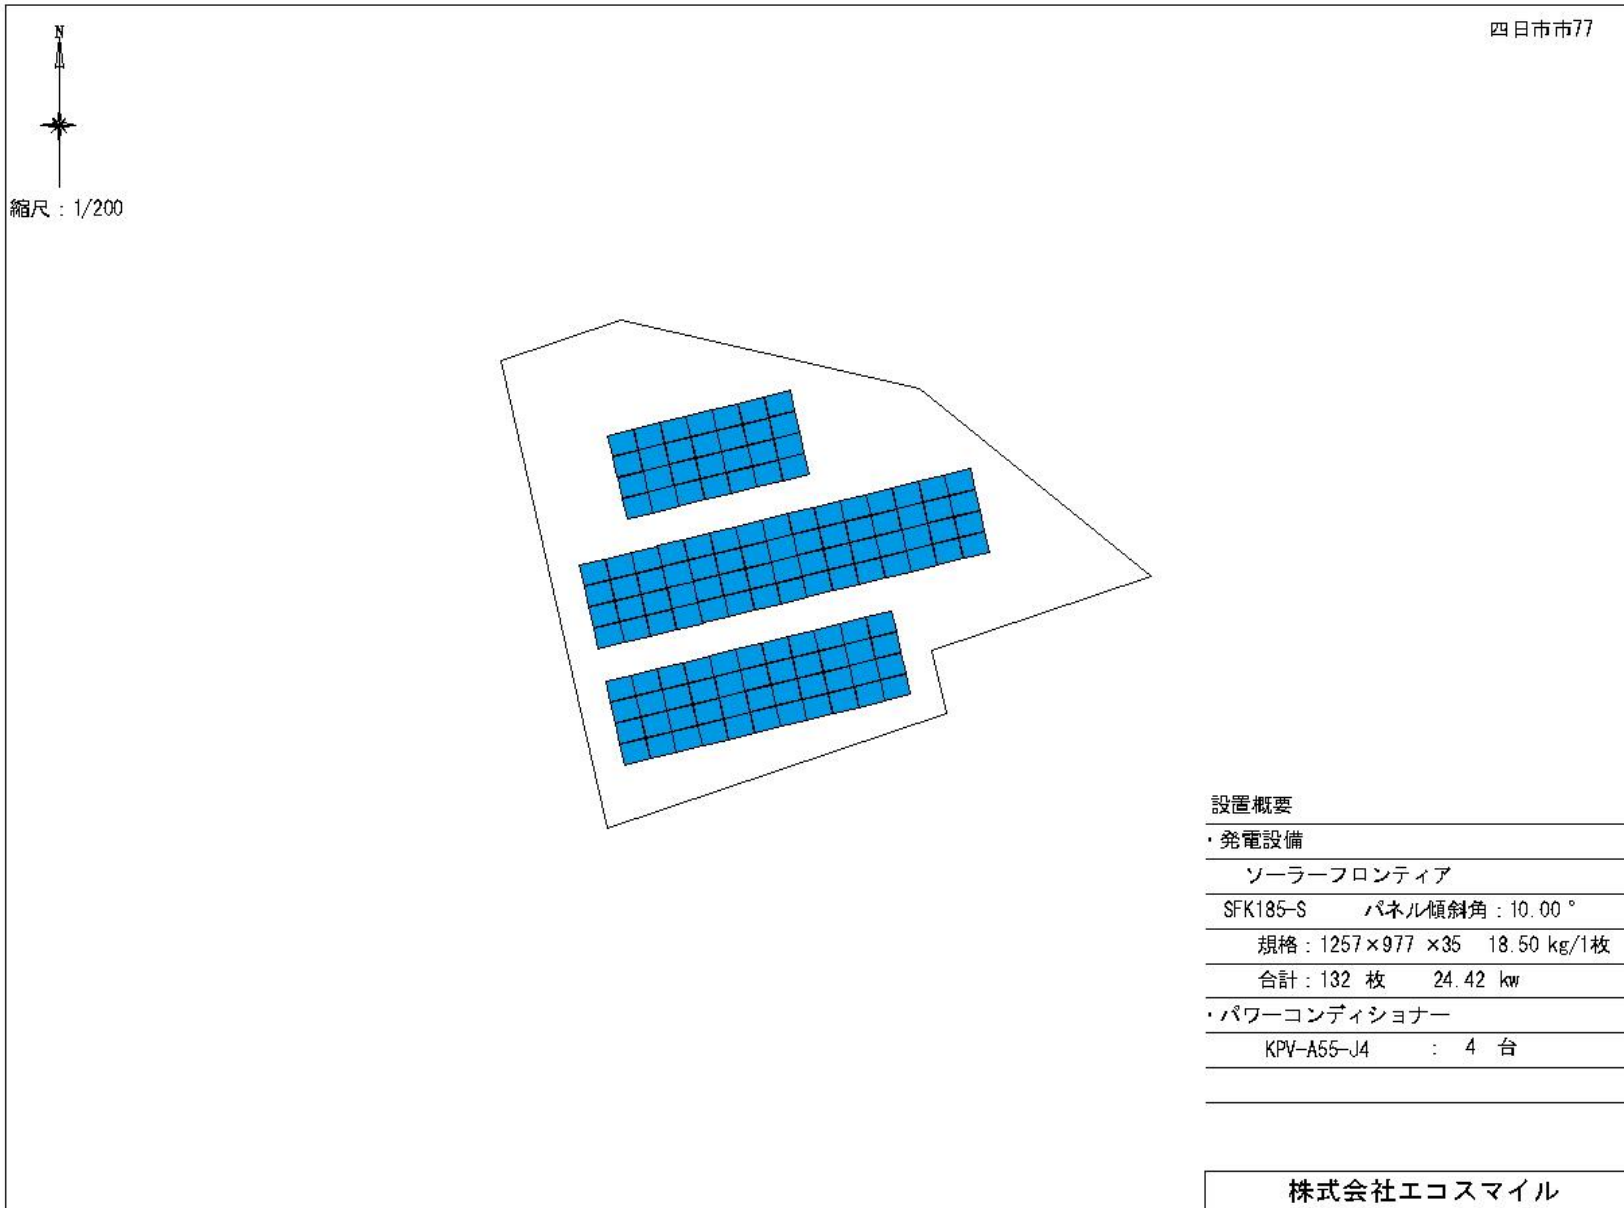 四日市市77
N
縮尺：1/200
設置概要
・発電設備
ソーラーフロンティア
SFK185-S パネル傾斜角：10.00°
規格：1257×977×35 18.50 kg/1枚
合計：132 枚 24.42 kw
・パワーコンディショナー
KPV-A55-J4 ： 4 台
株式会社エコスマイル